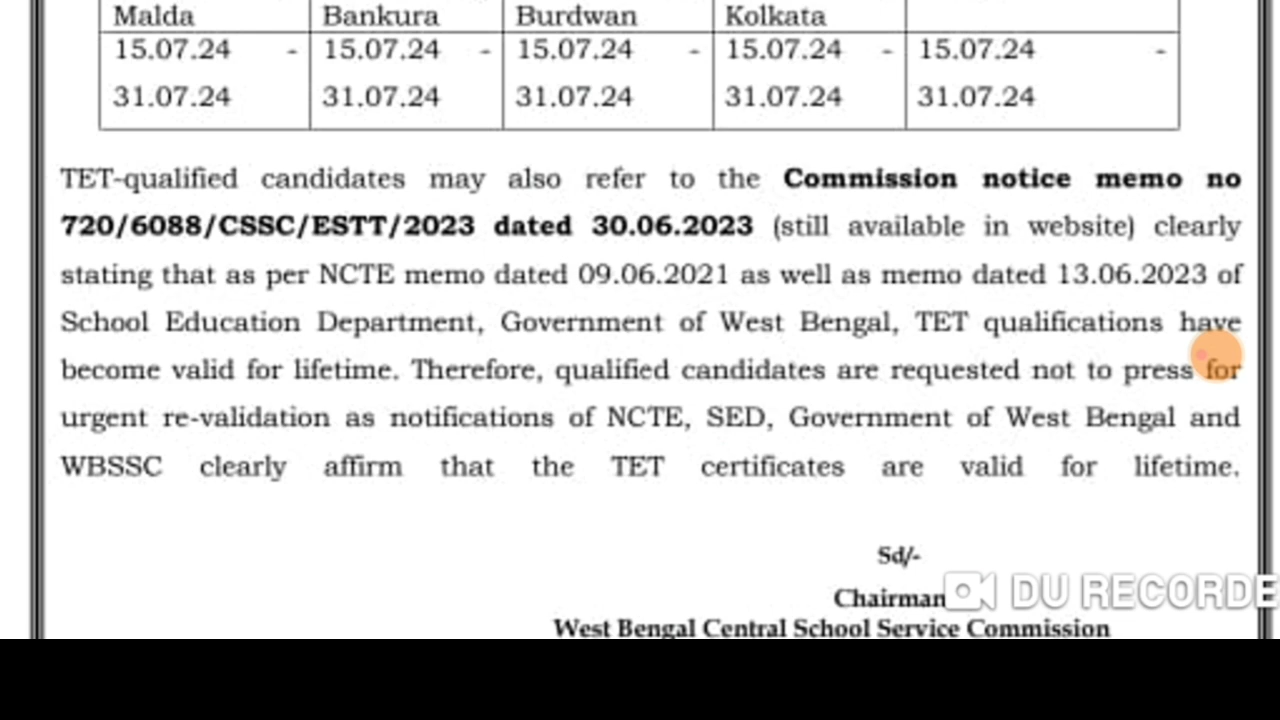 Malda Bankura Burdwan Kolkata
15.07.24 - 15.07.24 - 15.07.24 - 15.07.24 - 15.07.24 -
31.07.24 31.07.24 31.07.24 31.07.24 31.07.24
TET-qualified candidates may also refer to the Commission notice memo no
720/6088/CSSC/ESTT/2023 dated 30.06.2023 (still available in website) clearly
stating that as per NCTE memo dated 09.06.2021 as well as memo dated 13.06.2023 of
School Education Department, Government of West Bengal, TET qualifications have
become valid for lifetime. Therefore, qualified candidates are requested not to press for
urgent re-validation as notifications of NCTE, SED, Government of West Bengal and
WBSSC clearly affirm that the TET certificates are valid for lifetime.
Sd/-
Chairman
DU RECORDE
West Bengal Central School Service Commission